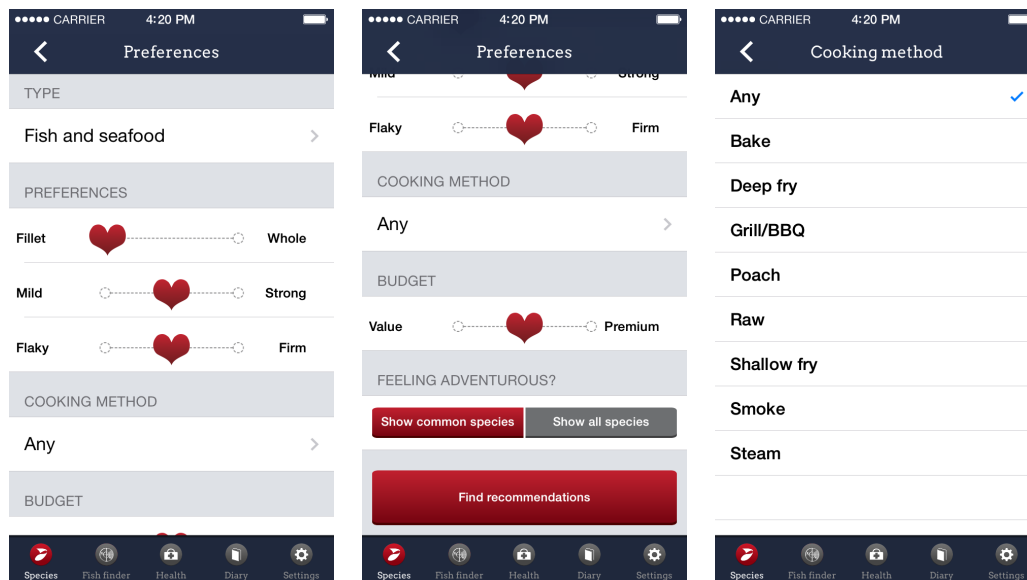 CARRIER 4:20 PM
Preferences
TYPE
Fish and seafood
PREFERENCES
Fillet Whole
Mild Strong
Flaky Firm
COOKING METHOD
Any
BUDGET
Species Fish finder Health Diary Settings
CARRIER 4:20 PM
Preferences
Mild Strong
Flaky Firm
COOKING METHOD
Any
BUDGET
Value Premium
FEELING ADVENTUROUS?
Show common species Show all species
Find recommendations
Species Fish finder Health Diary Settings
CARRIER 4:20 PM
Cooking method
Any
Bake
Deep fry
Grill/BBQ
Poach
Raw
Shallow fry
Smoke
Steam
Species Fish finder Health Diary Settings